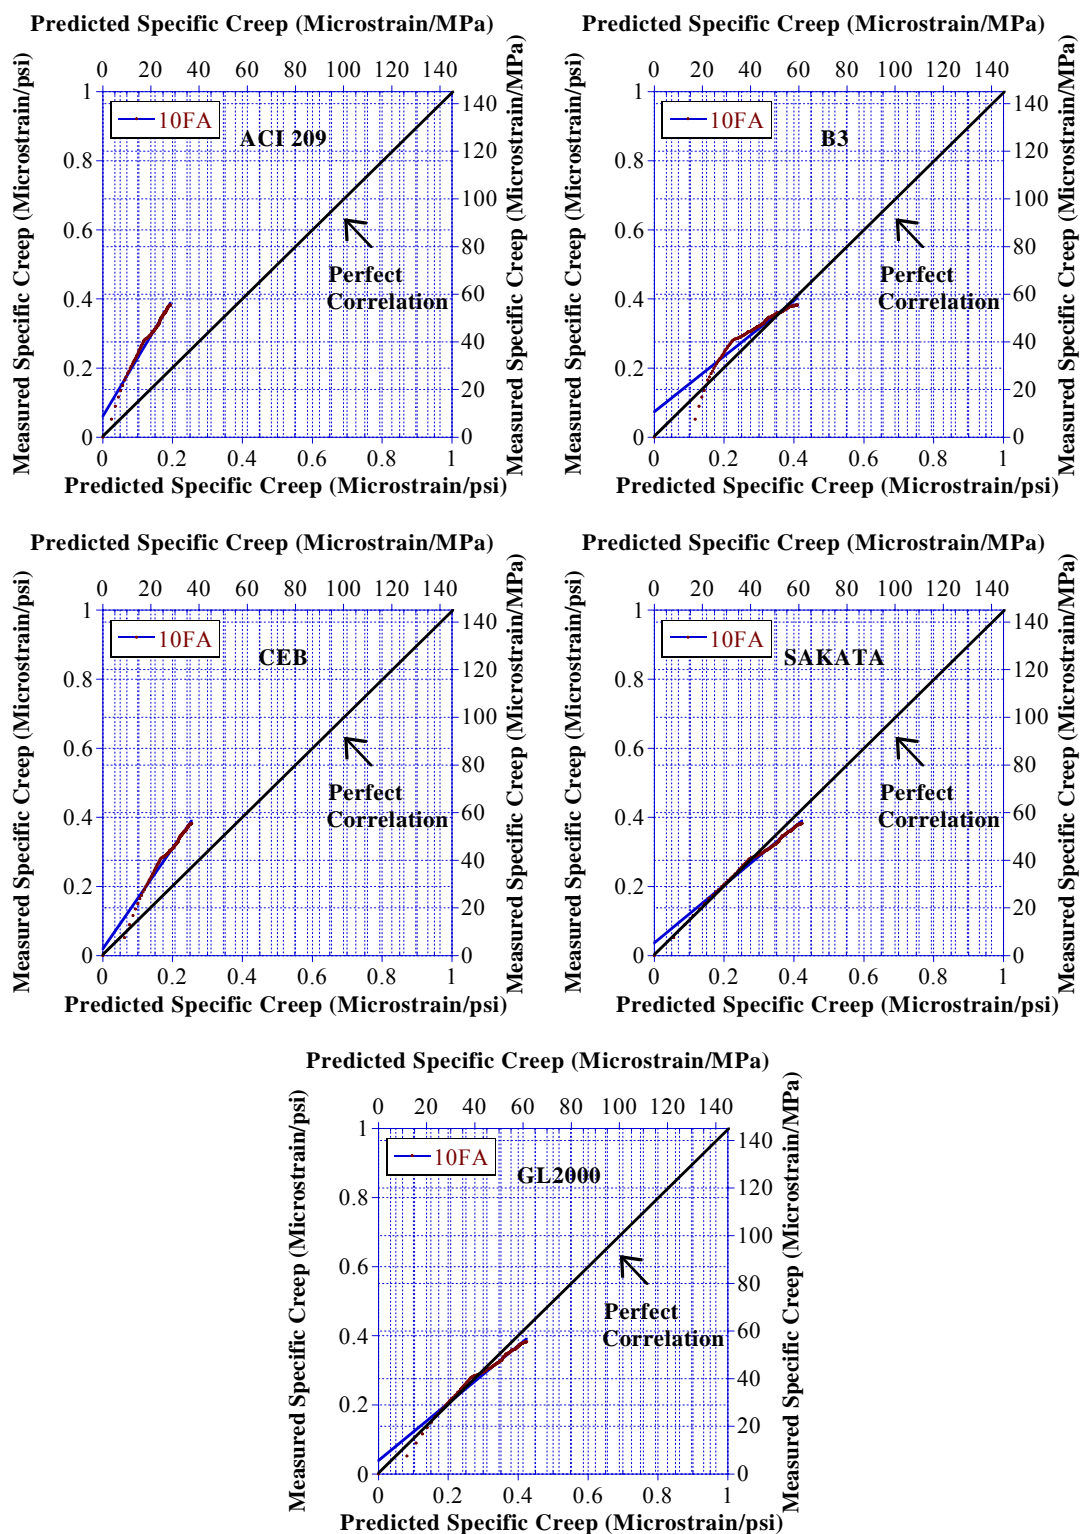 Predicted Specific Creep (Microstrain/MPa)
0 20 40 60 80 100 120 140
Measured Specific Creep (Microstrain/psi)
1
0.8
0.6
0.4
0.2
0
10FA
ACI 209
Perfect
Correlation
140
120
100
80
60
40
20
0
Measured Specific Creep (Microstrain/MPa)
0 0.2 0.4 0.6 0.8 1
Predicted Specific Creep (Microstrain/psi)
Predicted Specific Creep (Microstrain/MPa)
0 20 40 60 80 100 120 140
Measured Specific Creep (Microstrain/psi)
1
0.8
0.6
0.4
0.2
0
10FA
B3
Perfect
Correlation
140
120
100
80
60
40
20
0
Measured Specific Creep (Microstrain/MPa)
0 0.2 0.4 0.6 0.8 1
Predicted Specific Creep (Microstrain/psi)
Predicted Specific Creep (Microstrain/MPa)
0 20 40 60 80 100 120 140
Measured Specific Creep (Microstrain/psi)
1
0.8
0.6
0.4
0.2
0
10FA
CEB
Perfect
Correlation
140
120
100
80
60
40
20
0
Measured Specific Creep (Microstrain/MPa)
0 0.2 0.4 0.6 0.8 1
Predicted Specific Creep (Microstrain/psi)
Predicted Specific Creep (Microstrain/MPa)
0 20 40 60 80 100 120 140
Measured Specific Creep (Microstrain/psi)
1
0.8
0.6
0.4
0.2
0
10FA
SAKATA
Perfect
Correlation
140
120
100
80
60
40
20
0
Measured Specific Creep (Microstrain/MPa)
0 0.2 0.4 0.6 0.8 1
Predicted Specific Creep (Microstrain/psi)
Predicted Specific Creep (Microstrain/MPa)
0 20 40 60 80 100 120 140
Measured Specific Creep (Microstrain/psi)
1
0.8
0.6
0.4
0.2
0
10FA
GL2000
Perfect
Correlation
140
120
100
80
60
40
20
0
Measured Specific Creep (Microstrain/MPa)
0 0.2 0.4 0.6 0.8 1
Predicted Specific Creep (Microstrain/psi)